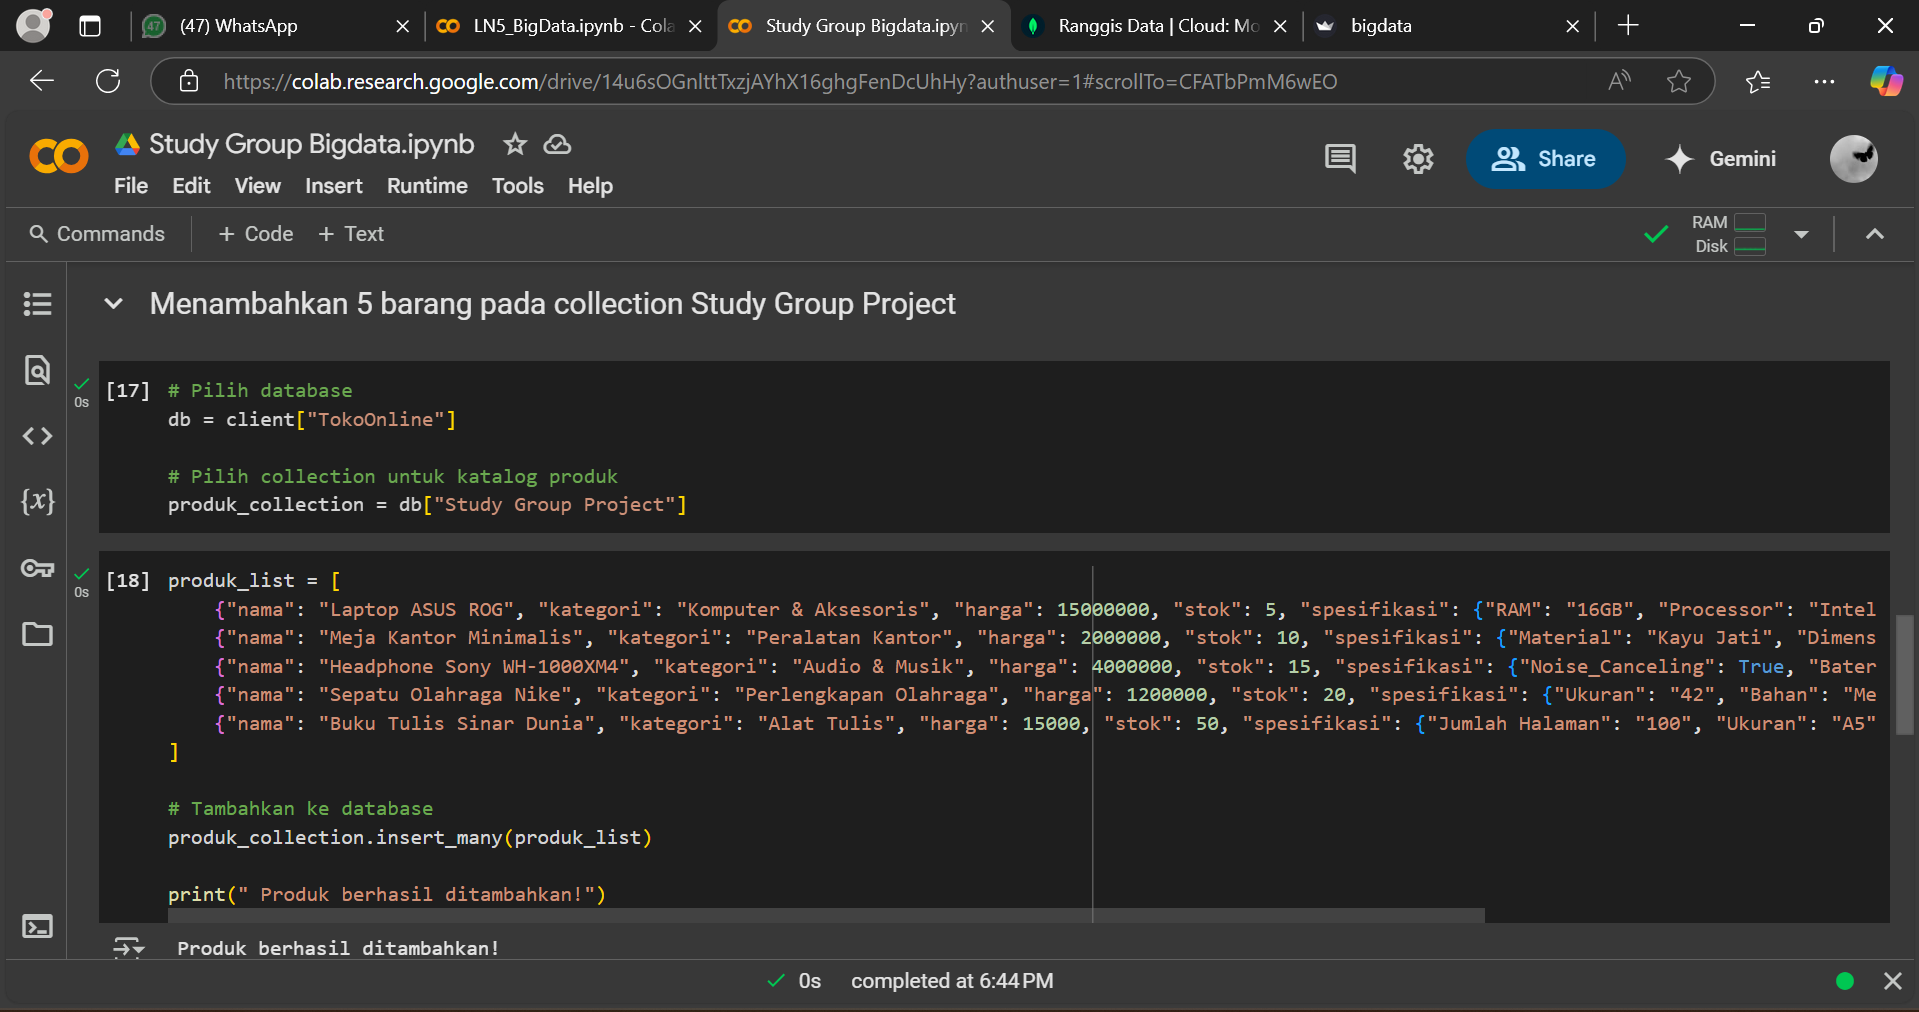 47 (47) WhatsApp
LN5_BigData.ipynb - Cola
Study Group Bigdata.ipyn
Ranggis Data | Cloud: Mo
bigdata
https://colab.research.google.com/drive/14u6sOGnlttTxzjAYhX16ghgFenDcUhHy?authuser=1#scrollTo=CFATbPmM6wEO
Study Group Bigdata.ipynb
Share
Gemini
File Edit View Insert Runtime Tools Help
Commands + Code + Text
RAM
Disk
Menambahkan 5 barang pada collection Study Group Project
[17] # Pilih database
0s
db = client["TokoOnline"]
# Pilih collection untuk katalog produk
produk_collection = db["Study Group Project"]
[18] produk_list = [
0s
{"nama": "Laptop ASUS ROG", "kategori": "Komputer & Aksesoris", "harga": 15000000, "stok": 5, "spesifikasi": {"RAM": "16GB", "Processor": "Intel
{"nama": "Meja Kantor Minimalis", "kategori": "Peralatan Kantor", "harga": 2000000, "stok": 10, "spesifikasi": {"Material": "Kayu Jati", "Dimens
{"nama": "Headphone Sony WH-1000XM4", "kategori": "Audio & Musik", "harga": 4000000, "stok": 15, "spesifikasi": {"Noise_Canceling": True, "Bater
{"nama": "Sepatu Olahraga Nike", "kategori": "Perlengkapan Olahraga", "harga": 1200000, "stok": 20, "spesifikasi": {"Ukuran": "42", "Bahan": "Me
{"nama": "Buku Tulis Sinar Dunia", "kategori": "Alat Tulis", "harga": 15000, "stok": 50, "spesifikasi": {"Jumlah Halaman": "100", "Ukuran": "A5"
]
# Tambahkan ke database
produk_collection.insert_many(produk_list)
print(" Produk berhasil ditambahkan!")
Produk berhasil ditambahkan!
0s completed at 6:44 PM